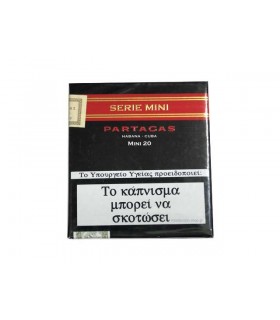 SERIE MINI
PARTAGAS
HABANA - CUBA
MINI 20
Το Υπουργείο Υγείας προειδοποιεί:
Το κάπνισμα
μπορεί να
σκοτώσει